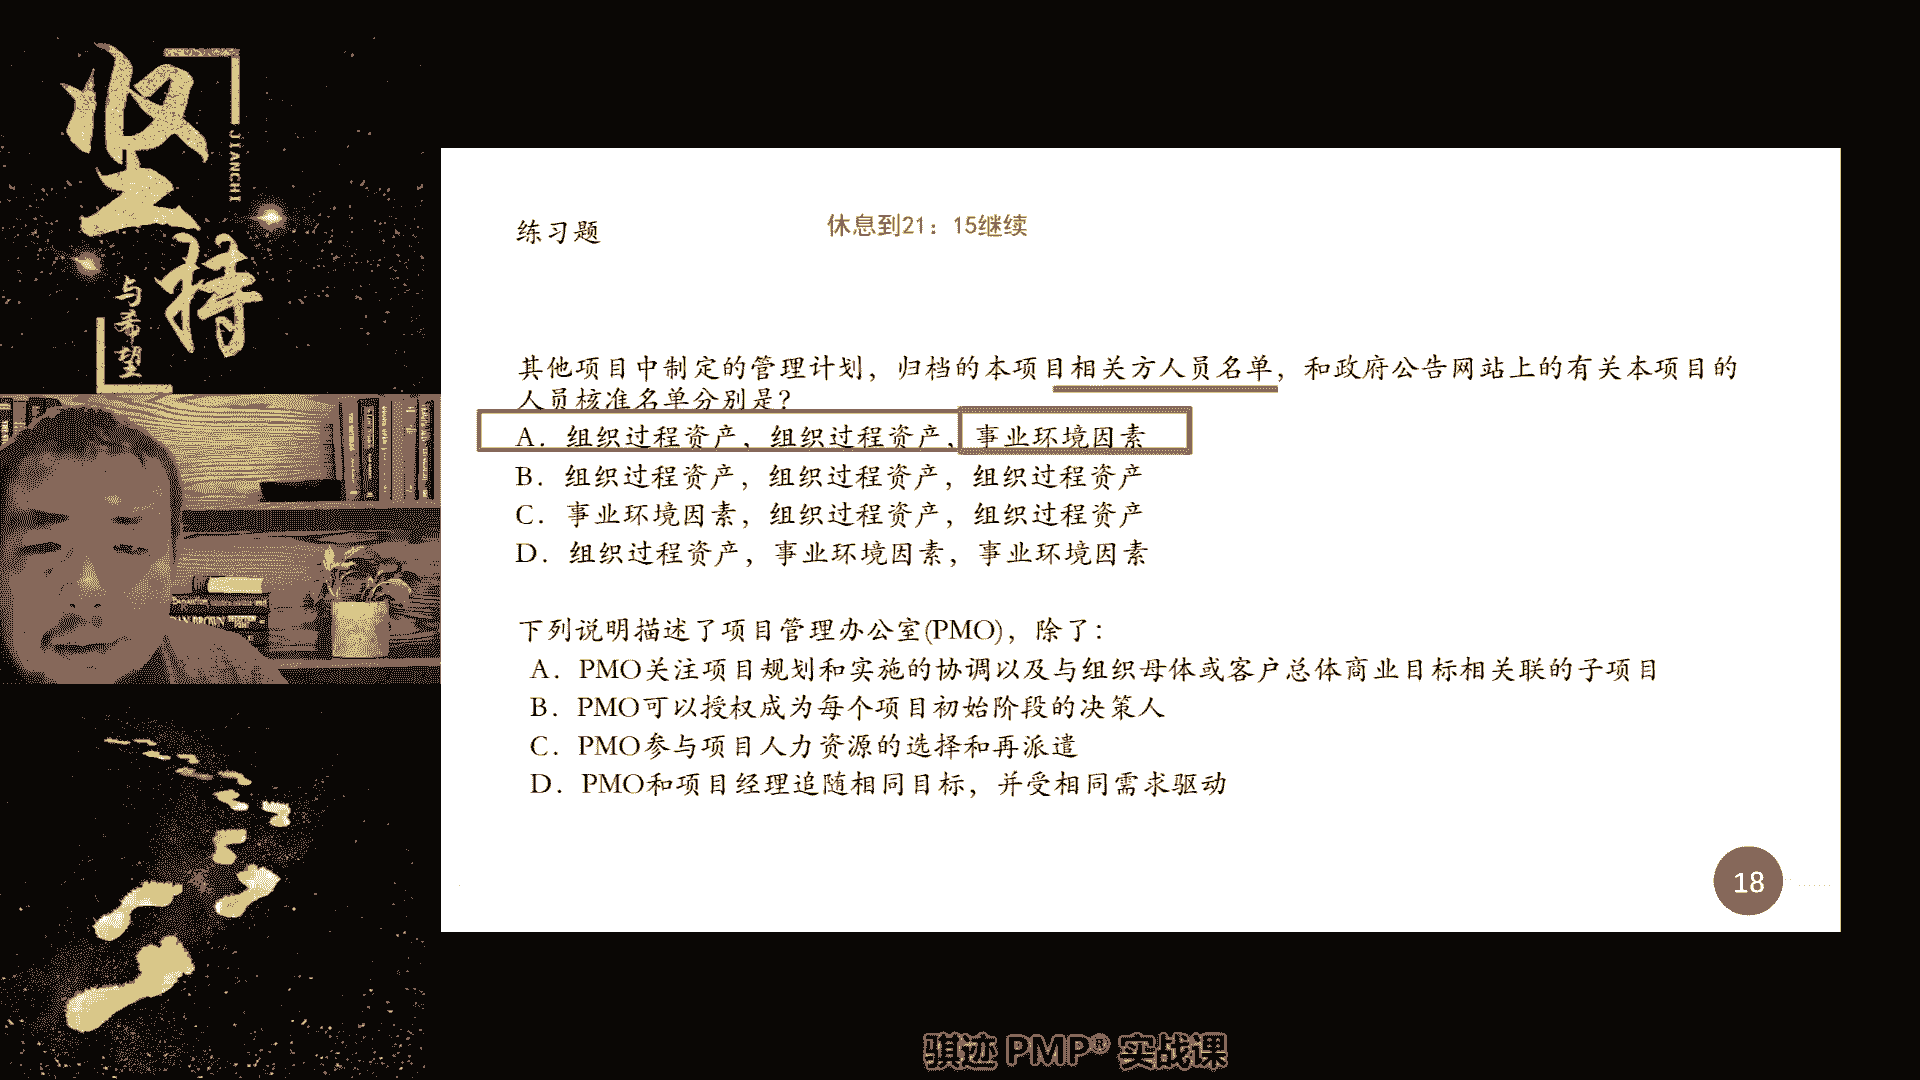 坚持
JIANCHI
与希望
练习题
休息到21：15继续
其他项目中制定的管理计划，归档的本项目相关方人员名单，和政府公告网站上的有关本项目的
人员核准名单分别是？
A．组织过程资产，组织过程资产，事业环境因素
B．组织过程资产，组织过程资产，组织过程资产
C．事业环境因素，组织过程资产，组织过程资产
D．组织过程资产，事业环境因素，事业环境因素
下列说明描述了项目管理办公室(PMO)，除了：
A．PMO关注项目规划和实施的协调以及与组织母体或客户总体商业目标相关联的子项目
B．PMO可以授权成为每个项目初始阶段的决策人
C．PMO参与项目人力资源的选择和再派遣
D．PMO和项目经理追随相同目标，并受相同需求驱动
18
骐迹 PMP® 实战课